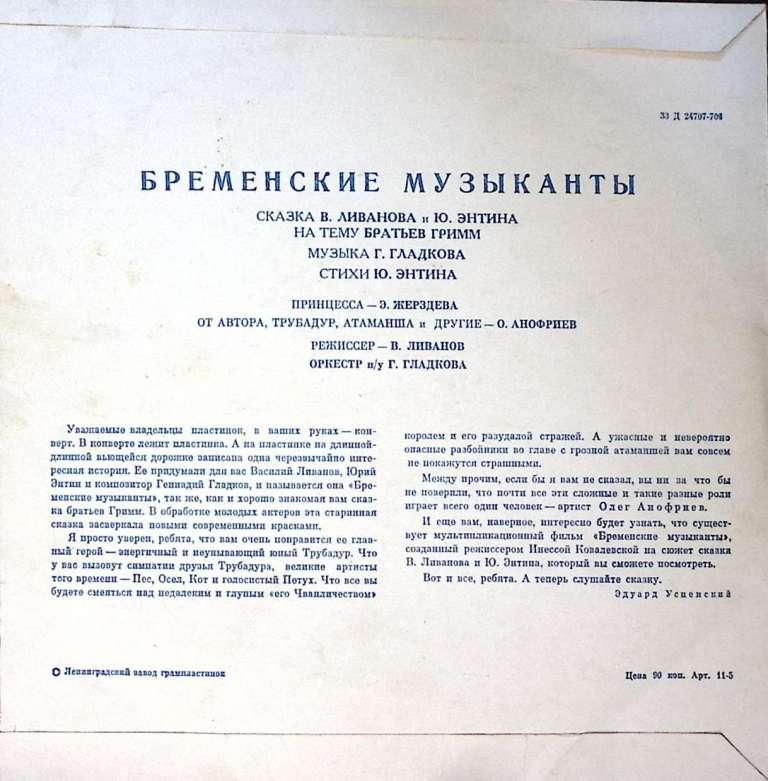 33 Д 24707-708
БРЕМЕНСКИЕ МУЗЫКАНТЫ
СКАЗКА В. ЛИВАНОВА и Ю. ЭНТИНА
НА ТЕМУ БРАТЬЕВ ГРИММ
МУЗЫКА Г. ГЛАДКОВА
СТИХИ Ю. ЭНТИНА
ПРИНЦЕССА — Э. ЖЕРЗДЕВА
ОТ АВТОРА, ТРУБАДУР, АТАМАНША и ДРУГИЕ — О. АНОФРИЕВ
РЕЖИССЕР — В. ЛИВАНОВ
ОРКЕСТР п/у Г. ГЛАДКОВА
Уважаемые владельцы пластинок, в ваших руках — кон-
верт. В конверте лежит пластинка. А на пластинке на длинной-
длинной вьющейся дорожке записана одна черезвычайно инте-
ресная история. Ее придумали для вас Василий Ливанов, Юрий
Энтин и композитор Геннадий Гладков, и называется она «Бре-
менские музыканты», так же, как и хорошо знакомая вам сказ-
ка братьев Гримм. В обработке молодых актеров эта старинная
сказка засверкала новыми современными красками.
Я просто уверен, ребята, что вам очень понравится ее глав-
ный герой — энергичный и неунывающий юный Трубадур. Что
у вас вызовут симпатии друзья Трубадура, великие артисты
того времени — Пес, Осел, Кот и голосистый Петух. Что все вы
будете смеяться над недалеким и глупым «его Чванличеством»
королем и его разудалой стражей. А ужасные и невероятно
опасные разбойники во главе с грозной атаманшей вам совсем
не покажутся страшными.
Между прочим, если бы я вам не сказал, вы ни за что бы
не поверили, что почти все эти сложные и такие разные роли
играет всего один человек — артист Олег Анофриев.
И еще вам, наверное, интересно будет узнать, что сущест-
вует мультипликационный фильм «Бременские музыканты»,
созданный режиссером Инессой Ковалевской на сюжет сказки
В. Ливанова и Ю. Энтина, который вы сможете посмотреть.
Вот и все, ребята. А теперь слушайте сказку.
Эдуард Успенский
© Ленинградский завод грампластинок
Цена 90 коп. Арт. 11-5